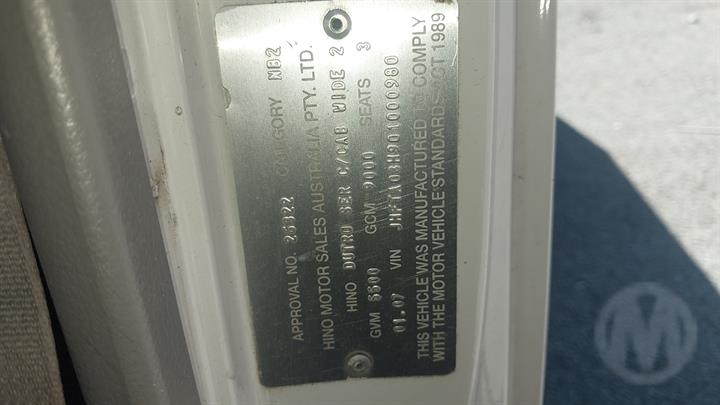 APPROVAL NO. 26322 CATEGORY NB2
HINO MOTOR SALES AUSTRALIA PTY. LTD.
HINO DUTRO SER C/CAB WIDE 2
GVM 5500 GCM 9000 SEATS 3
01.07 VIN
THIS VEHICLE WAS MANUFACTURED TO COMPLY
WITH THE MOTOR VEHICLE STANDARDS ACT 1989
M